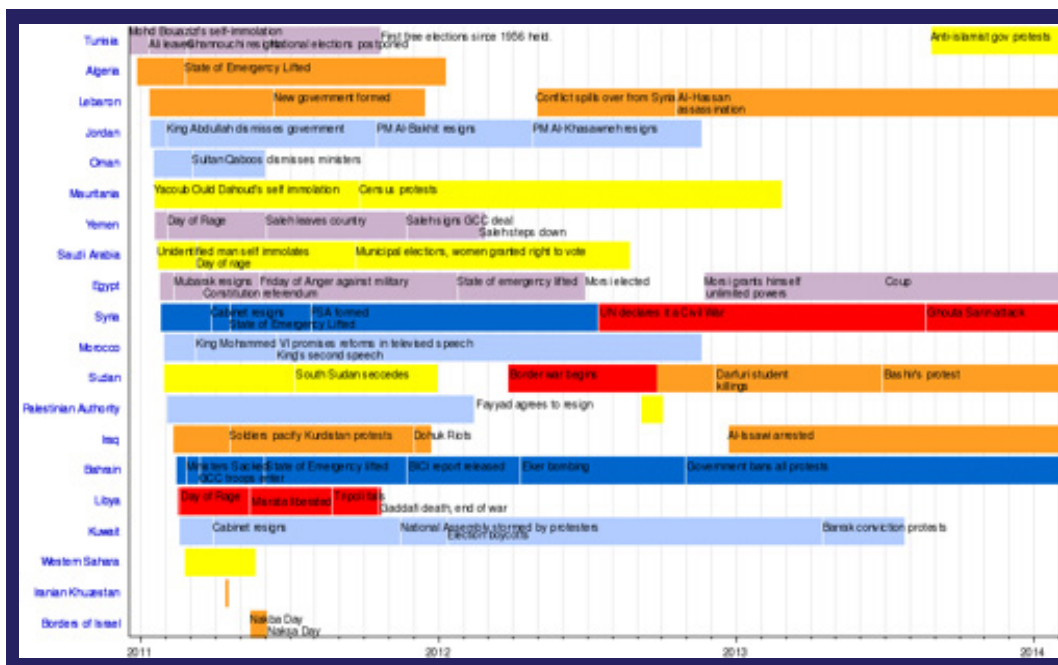 Mohd Bouazizi's self-immolation
First free elections since 1956 held.
Anti-islamist gov protests
Tunisia
Ali leaves Ghannouchi resigns National elections postponed
Algeria
State of Emergency Lifted
Lebanon
New government formed
Conflict spills over from Syria Al-Hassan
assassination
Jordan
King Abdullah dismisses government
PM Al-Bakhit resigns
PM Al-Khasawneh resigns
Oman
Sultan Qaboos dismisses ministers
Mauritania
Yacoub Ould Dahoud's self immolation
Census protests
Yemen
Day of Rage
Saleh leaves country
Saleh signs GCC deal
Saleh steps down
Saudi Arabia
Unidentified man self immolates
Municipal elections, women granted right to vote
Day of rage
Egypt
Mubarak resigns
Friday of Anger against military
State of emergency lifted
Morsi elected
Morsi grants himself
Coup
Constitution referendum
unlimited powers
Syria
Cabinet resigns
FSA formed
UN declares it a Civil War
Ghouta Sarin attack
State of Emergency Lifted
Morocco
King Mohammed VI promises reforms in televised speech
King's second speech
Sudan
South Sudan seccedes
Border war begins
Darfuri student
Bashir's protest
killings
Palestinian Authority
Fayyad agrees to resign
Iraq
Soldiers pacify Kurdistan protests
Dohuk Riots
Al-Issawi arrested
Bahrain
Ministers Sacked State of Emergency lifted
BICI report released
Eker bombing
Government bans all protests
GCC troops enter
Libya
Day of Rage
Misrata liberated
Tripoli falls
Gaddafi death, end of war
Kuwait
Cabinet resigns
National Assembly stormed by protesters
Barrak conviction protests
Election boycotts
Western Sahara
Iranian Khuzestan
Borders of Israel
Nakba Day
Naksa Day
2011
2012
2013
2014